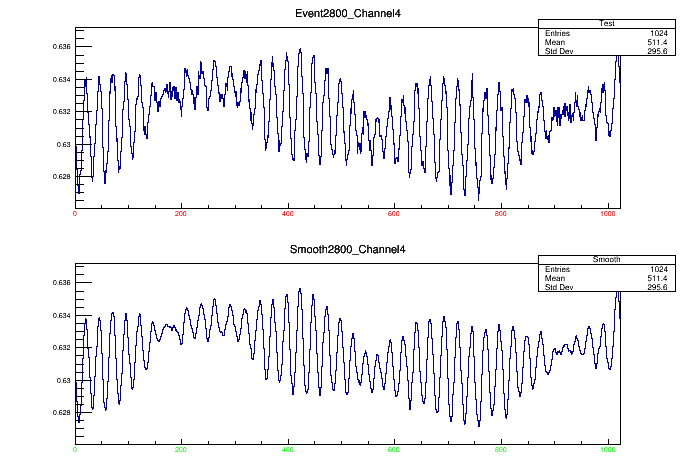 Event2800_Channel4
Test
Entries 1024
Mean 511.4
Std Dev 295.6
0.636
0.634
0.632
0.63
0.628
0 200 400 600 800 1000
Smooth2800_Channel4
Smooth
Entries 1024
Mean 511.4
Std Dev 295.6
0.636
0.634
0.632
0.63
0.628
0 200 400 600 800 1000